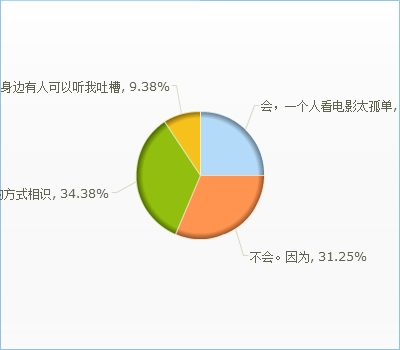 身边有人可以听我吐槽, 9.38%
会，一个人看电影太孤单,
方式相识, 34.38%
不会。因为, 31.25%